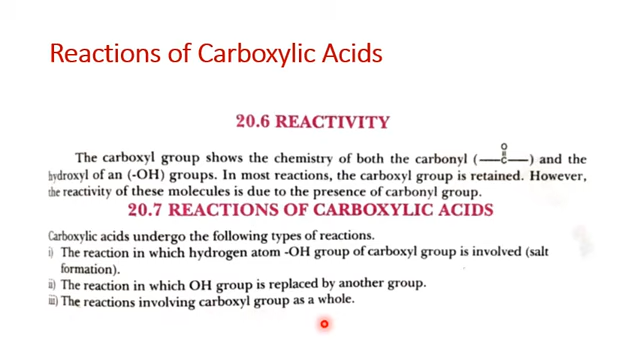 Reactions of Carboxylic Acids
20.6 REACTIVITY
O
The carboxyl group shows the chemistry of both the carbonyl (—C—) and the
hydroxyl of an (-OH) groups. In most reactions, the carboxyl group is retained. However,
the reactivity of these molecules is due to the presence of carbonyl group.
20.7 REACTIONS OF CARBOXYLIC ACIDS
Carboxylic acids undergo the following types of reactions.
i) The reaction in which hydrogen atom -OH group of carboxyl group is involved (salt
formation).
ii) The reaction in which OH group is replaced by another group.
iii) The reactions involving carboxyl group as a whole.